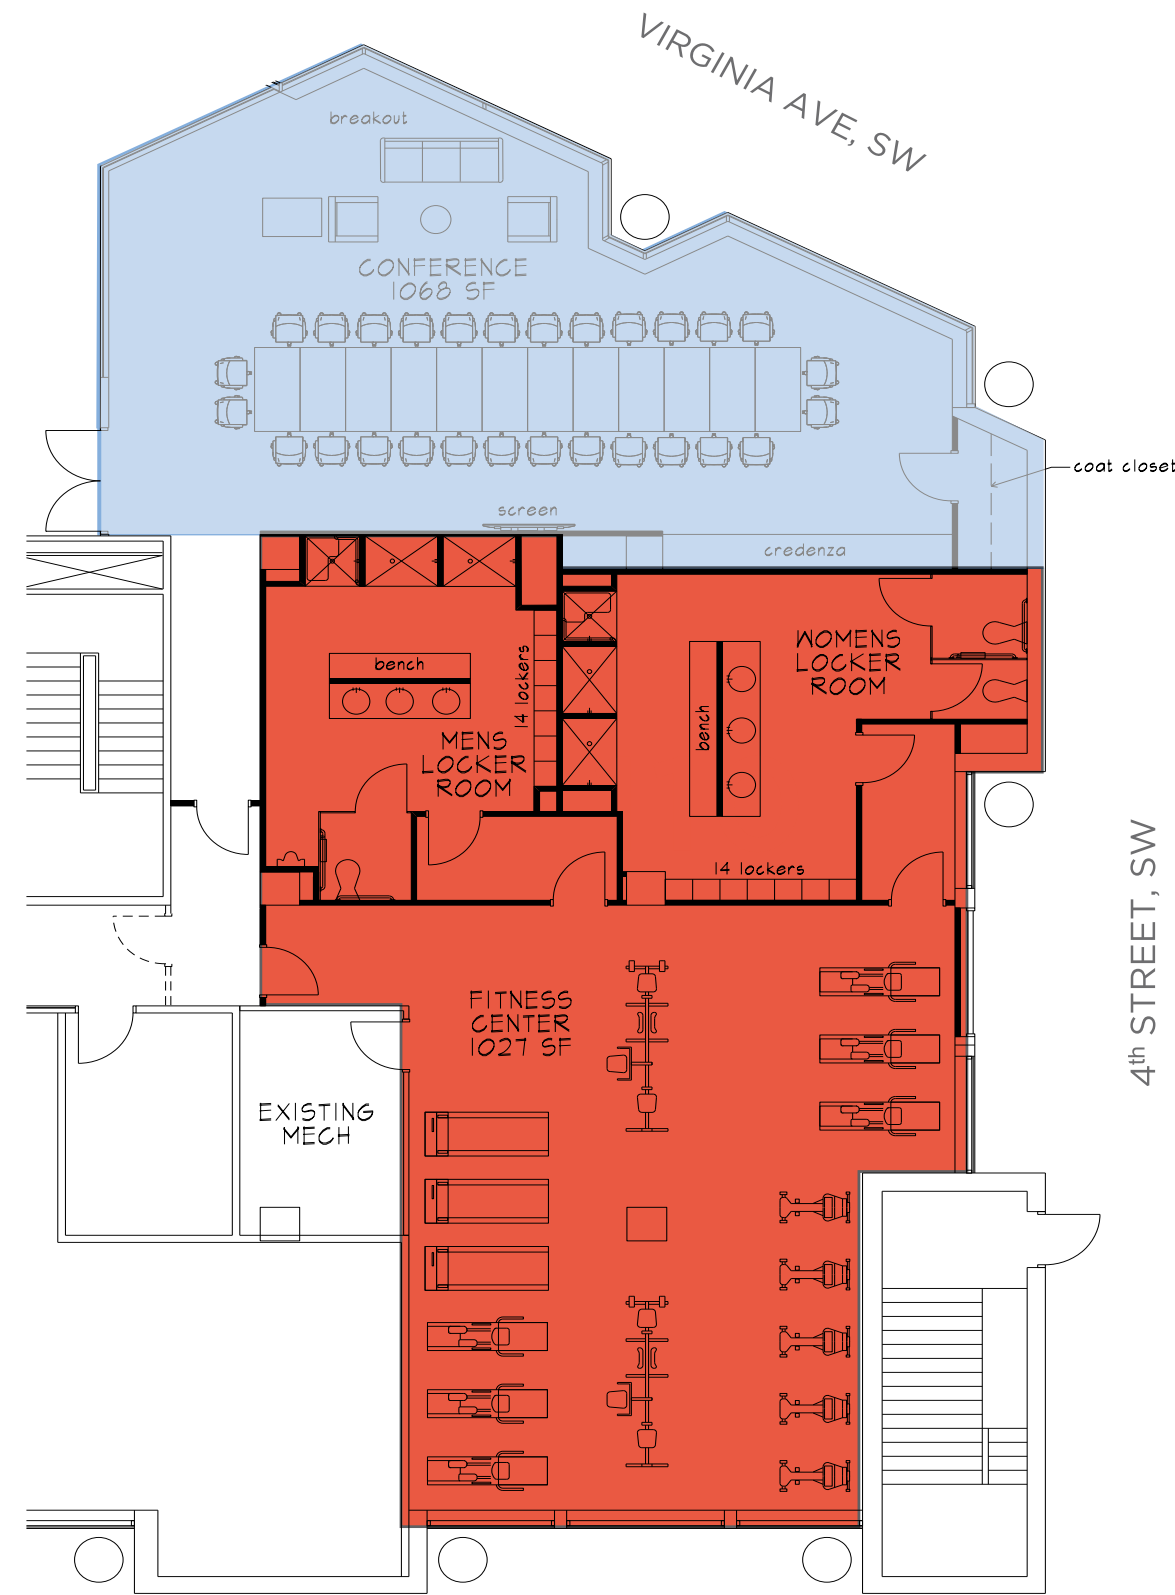 VIRGINIA AVE, SW
breakout
CONFERENCE
1068 SF
coat closet
screen
credenza
WOMENS
LOCKER
ROOM
bench
14 lockers
bench
MENS
LOCKER
ROOM
14 lockers
4th STREET, SW
FITNESS
CENTER
1027 SF
EXISTING
MECH